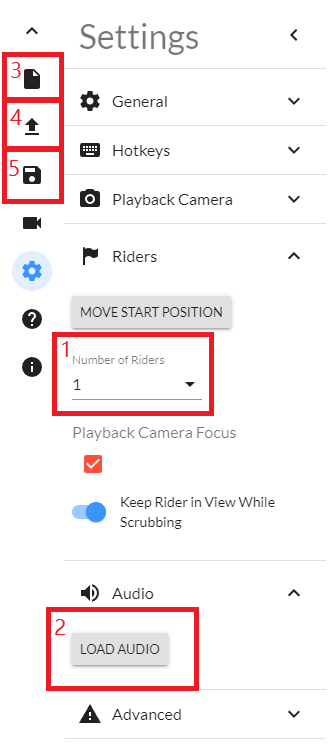 Settings
3
General
4
Hotkeys
5
Playback Camera
Riders
MOVE START POSITION
1
Number of Riders
1
Playback Camera Focus
Keep Rider in View While
Scrubbing
Audio
2
LOAD AUDIO
Advanced